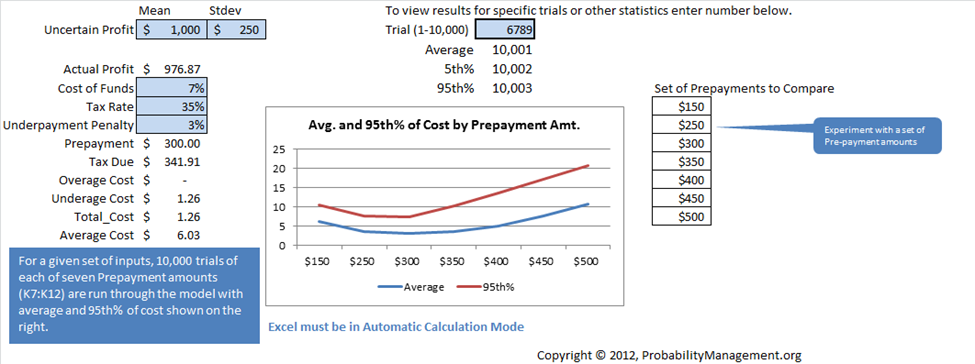 Mean Stdev
Uncertain Profit $ 1,000 $ 250
Actual Profit $ 976.87
Cost of Funds 7%
Tax Rate 35%
Underpayment Penalty 3%
Prepayment $ 300.00
Tax Due $ 341.91
Overage Cost $ -
Underage Cost $ 1.26
Total_Cost $ 1.26
Average Cost $ 6.03
For a given set of inputs, 10,000 trials of
each of seven Prepayment amounts
(K7:K12) are run through the model with
average and 95th% of cost shown on the
right.
To view results for specific trials or other statistics enter number below.
Trial (1-10,000) 6789
Average 10,001
5th% 10,002
95th% 10,003
Avg. and 95th% of Cost by Prepayment Amt.
25
20
15
10
5
0
$150 $250 $300 $350 $400 $450 $500
Average 95th%
Excel must be in Automatic Calculation Mode
Set of Prepayments to Compare
$150
$250
$300
$350
$400
$450
$500
Experiment with a set of
Pre-payment amounts
Copyright © 2012, ProbabilityManagement.org